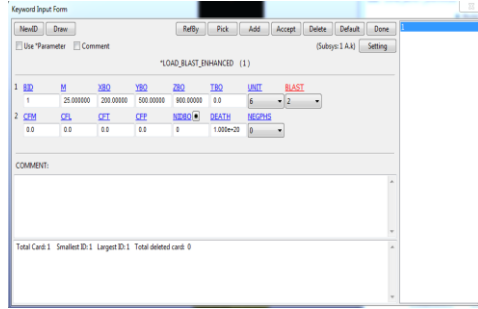 Keyword Input Form
NewID Draw RefBy Pick Add Accept Delete Default Done
Use *Parameter Comment (Subsys: 1 A.k) Setting
*LOAD_BLAST_ENHANCED (1)
1 BID M XBO YBO ZBO TBO UNIT BLAST
1 25.000000 200.00000 500.00000 900.00000 0.0 6 2
2 CFM CFL CFT CFP NIDBO DEATH NEGPHS
0.0 0.0 0.0 0.0 0 1.000e+20 0
COMMENT:
Total Card: 1 Smallest ID: 1 Largest ID: 1 Total deleted card: 0
1